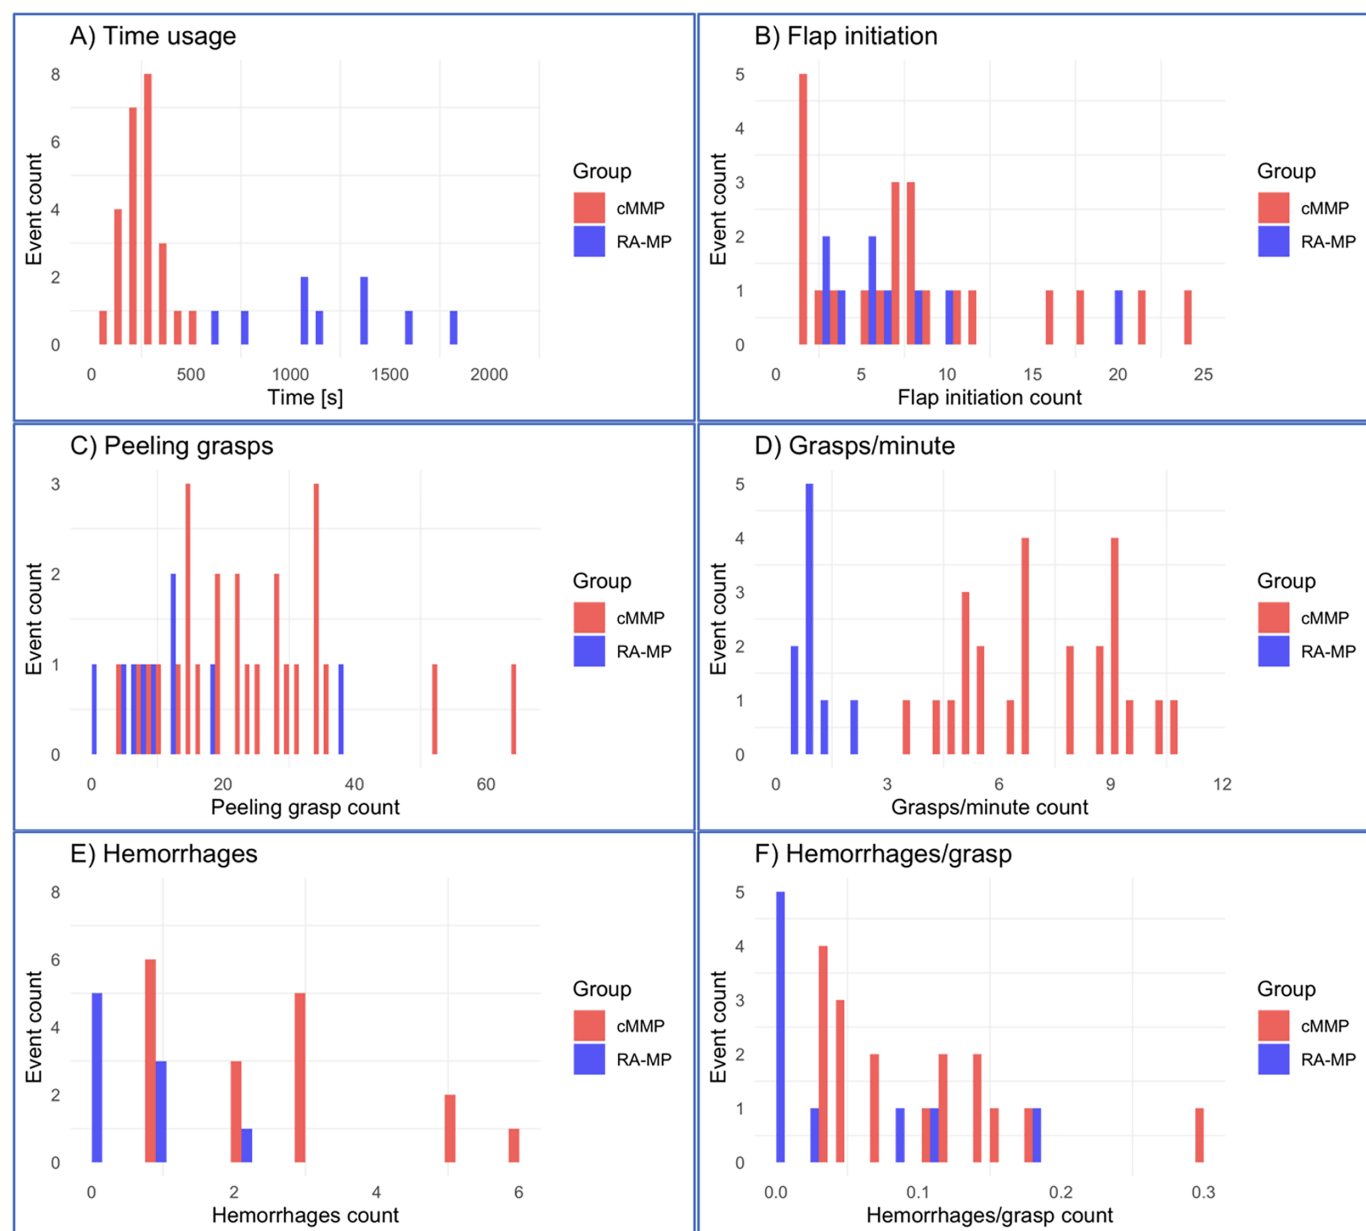 A) Time usage
8
6
4
2
0
Event count
0 500 1000 1500 2000
Time [s]
Group
cMMP
RA-MP
B) Flap initiation
5
4
3
2
1
0
Event count
0 5 10 15 20 25
Flap initiation count
Group
cMMP
RA-MP
C) Peeling grasps
3
2
1
0
Event count
0 20 40 60
Peeling grasp count
Group
cMMP
RA-MP
D) Grasps/minute
5
4
3
2
1
0
Event count
0 3 6 9 12
Grasps/minute count
Group
cMMP
RA-MP
E) Hemorrhages
8
6
4
2
0
Event count
0 2 4 6
Hemorrhages count
Group
cMMP
RA-MP
F) Hemorrhages/grasp
5
4
3
2
1
0
Event count
0.0 0.1 0.2 0.3
Hemorrhages/grasp count
Group
cMMP
RA-MP